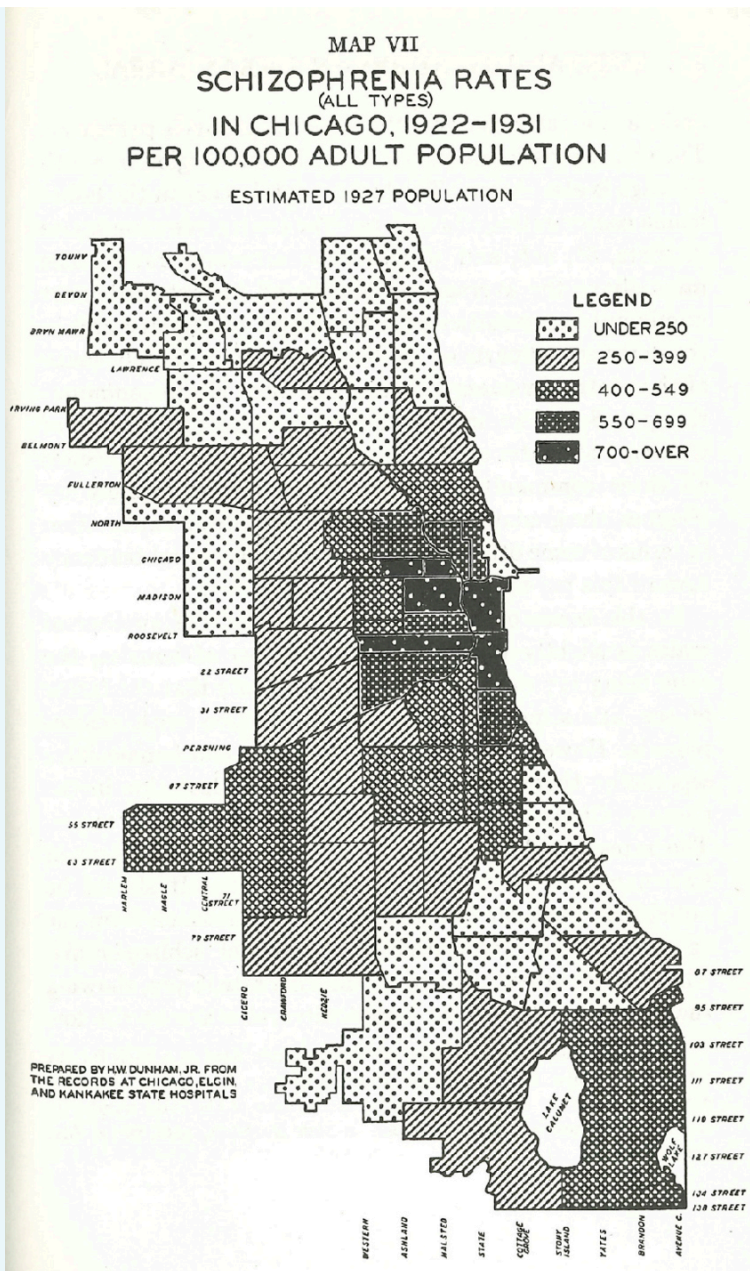 MAP VII
SCHIZOPHRENIA RATES
(ALL TYPES)
IN CHICAGO, 1922-1931
PER 100,000 ADULT POPULATION
ESTIMATED 1927 POPULATION
LEGEND
UNDER 250
250-399
400-549
550-699
700-OVER
TOUHY
DEVON
BRYN MAWR
LAWRENCE
IRVING PARK
BELMONT
FULLERTON
NORTH
CHICAGO
MADISON
ROOSEVELT
22 STREET
31 STREET
PERSHING
47 STREET
55 STREET
63 STREET
HARLEM
NAGLE
CENTRAL
71 STREET
79 STREET
CICERO
CRAWFORD
KEDZIE
87 STREET
95 STREET
103 STREET
111 STREET
119 STREET
127 STREET
134 STREET
138 STREET
LAKE CALUMET
WOLF LAKE
PREPARED BY H.W. DUNHAM, JR. FROM
THE RECORDS AT CHICAGO, ELGIN,
AND KANKAKEE STATE HOSPITALS
WESTERN
ASHLAND
HALSTED
STATE
COTTAGE GROVE
STONY ISLAND
YATES
BRANDON
AVENUE C.